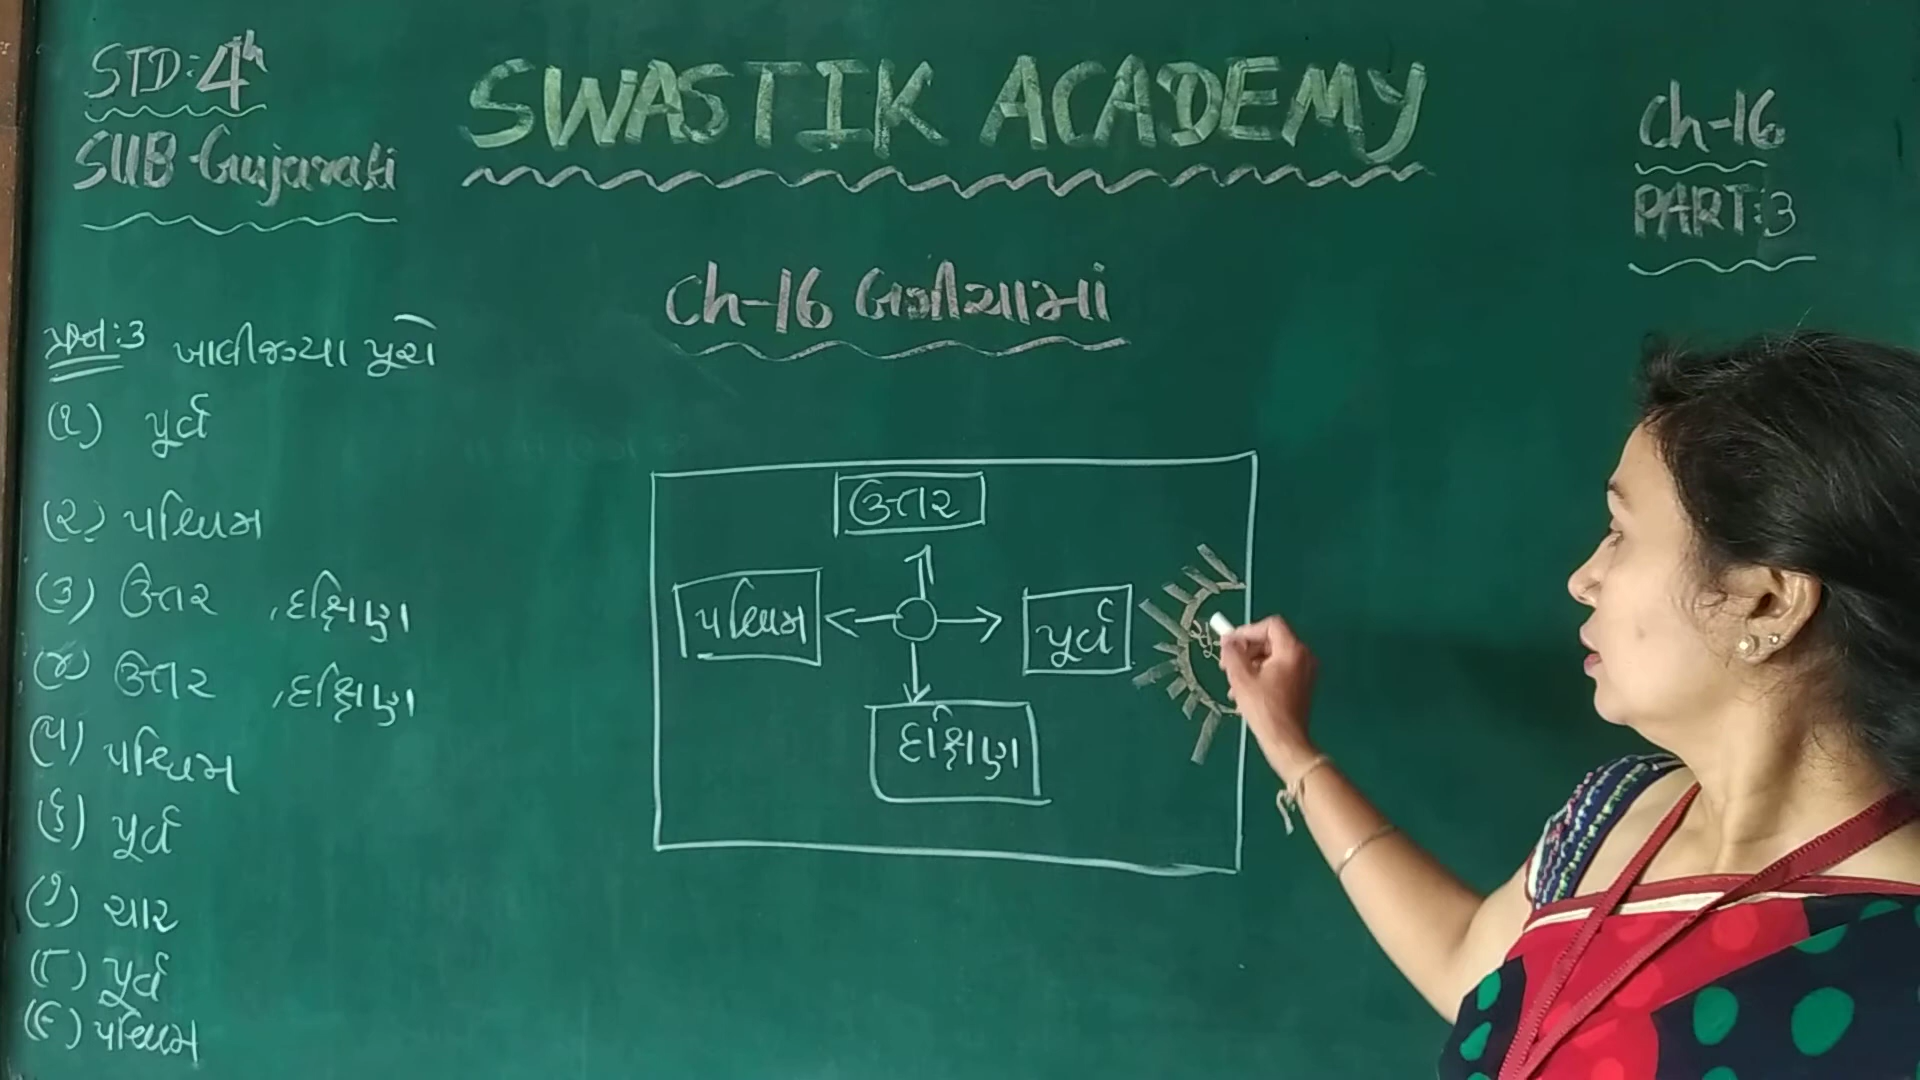 STD: 4th
SUB-Gujarati
SWASTIK ACADEMY
Ch-16
PART:3
Ch-16 બગીચામાં
પ્રશ્ન:૩ ખાલીજગ્યા પૂરો
(૧) પૂર્વ
(૨) પશ્ચિમ
(૩) ઉત્તર , દક્ષિણ
(૪) ઉત્તર , દક્ષિણ
(૫) પશ્ચિમ
(૬) પૂર્વ
(૭) ચાર
(૮) પૂર્વ
(૯) પશ્ચિમ
ઉત્તર
પશ્ચિમ
પૂર્વ
દક્ષિણ